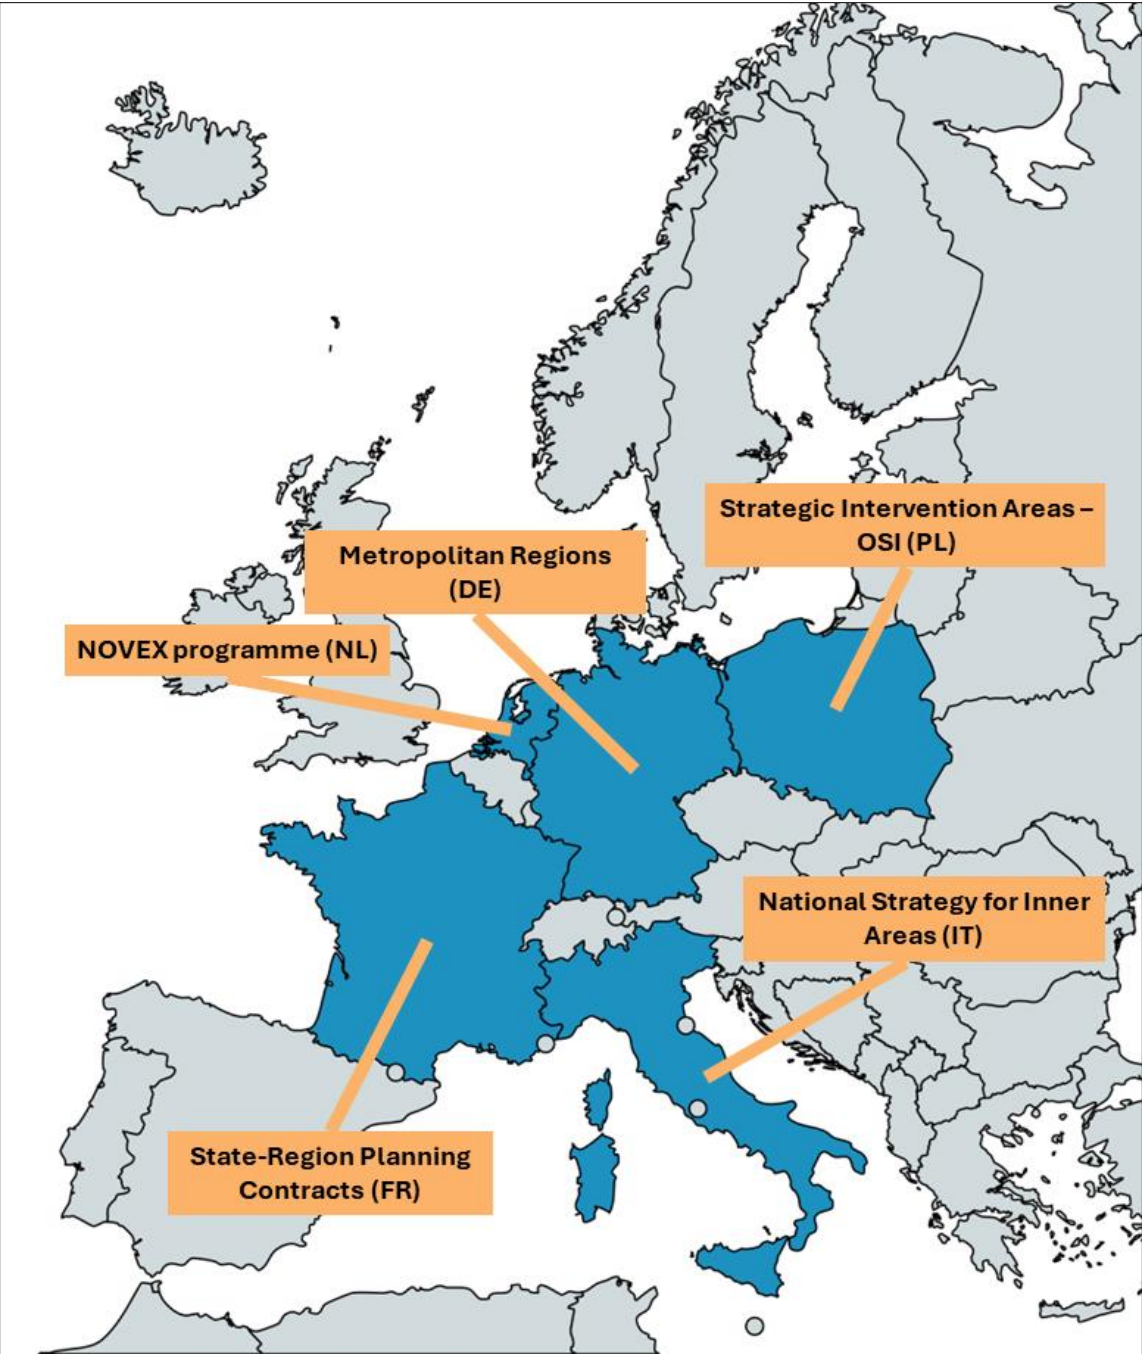 Strategic Intervention Areas –
OSI (PL)
Metropolitan Regions
(DE)
NOVEX programme (NL)
National Strategy for Inner
Areas (IT)
State-Region Planning
Contracts (FR)